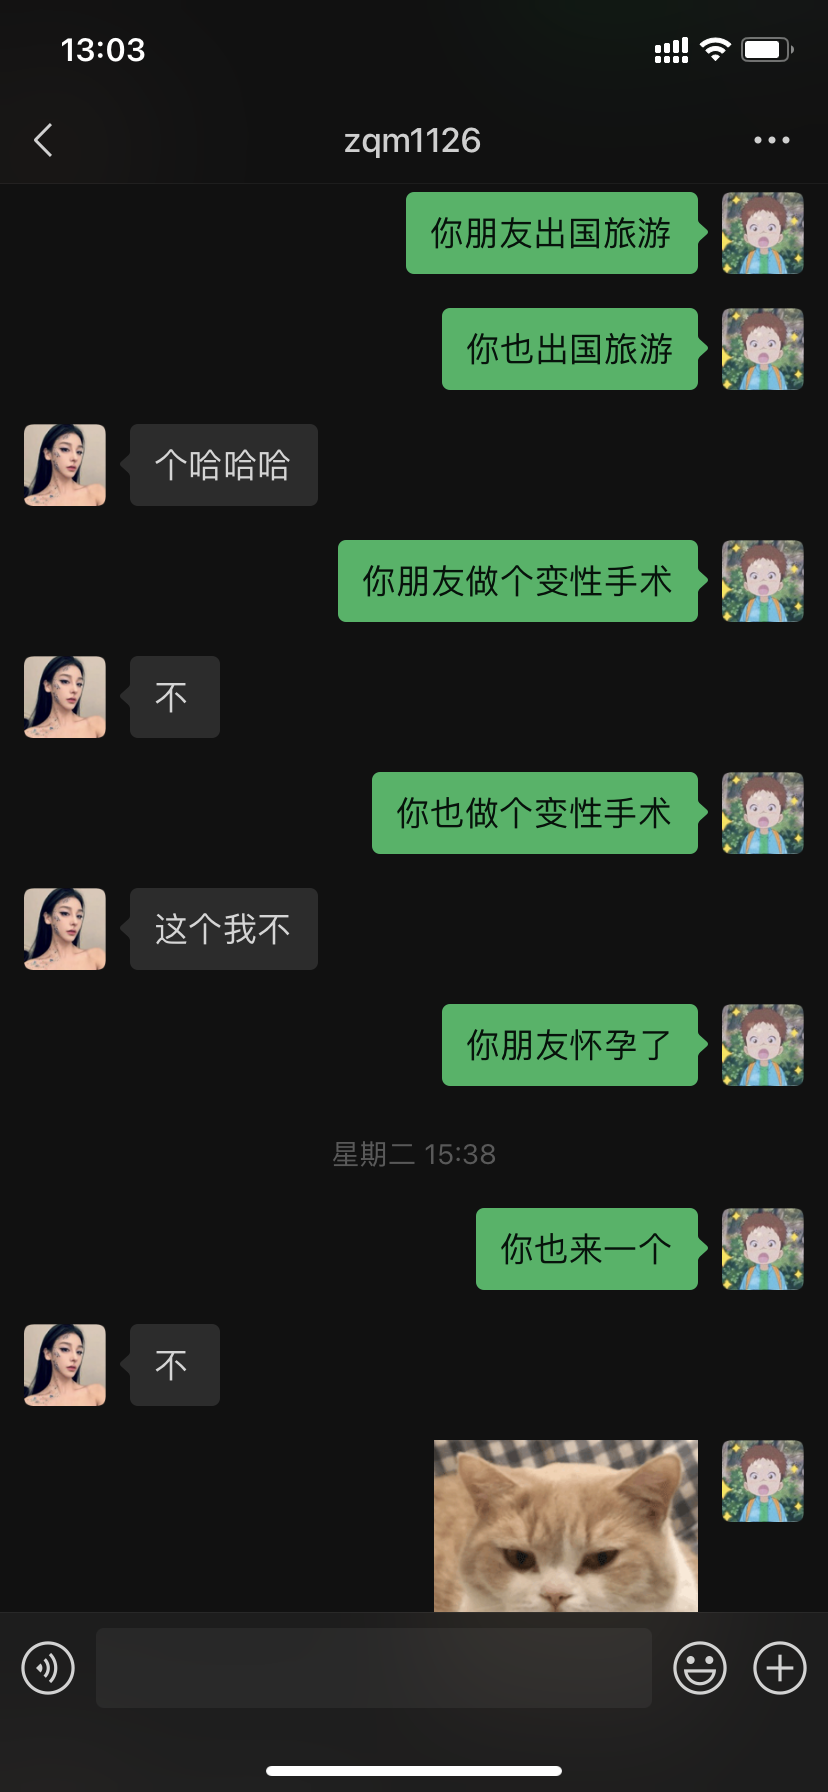 13:03
zqm1126
你朋友出国旅游
你也出国旅游
个哈哈哈
你朋友做个变性手术
不
你也做个变性手术
这个我不
你朋友怀孕了
星期二 15:38
你也来一个
不